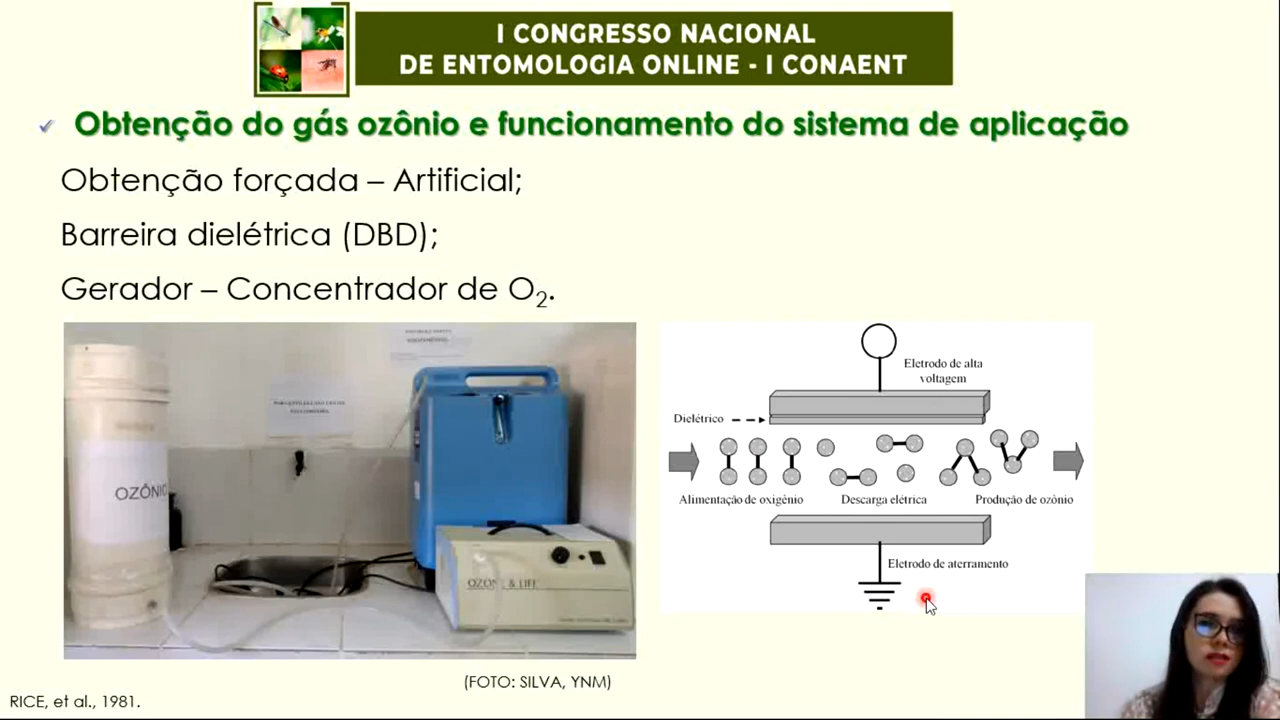 I CONGRESSO NACIONAL
DE ENTOMOLOGIA ONLINE - I CONAENT
Obtenção do gás ozônio e funcionamento do sistema de aplicação
Obtenção forçada – Artificial;
Barreira dielétrica (DBD);
Gerador – Concentrador de O₂.
OZÔNIO
OZONE & LIFE
Eletrodo de alta
voltagem
Dielétrico
Alimentação de oxigênio
Descarga elétrica
Produção de ozônio
Eletrodo de aterramento
(FOTO: SILVA, YNM)
RICE, et al., 1981.